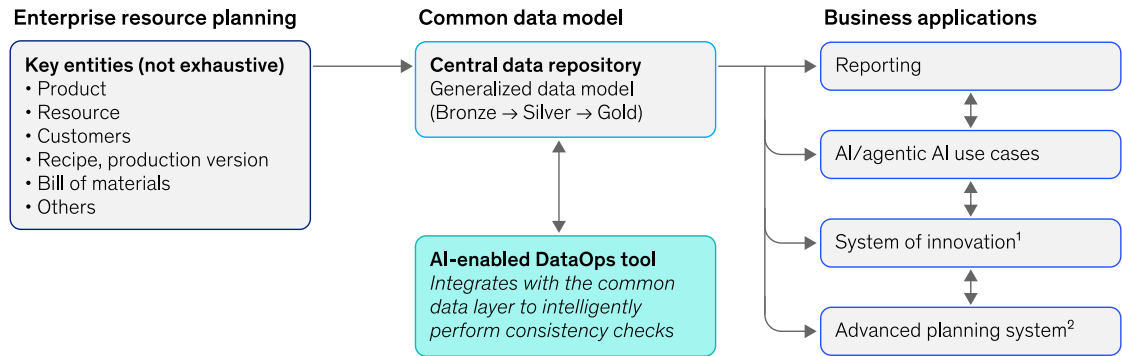 Enterprise resource planning
Key entities (not exhaustive)
• Product
• Resource
• Customers
• Recipe, production version
• Bill of materials
• Others
Common data model
Central data repository
Generalized data model
(Bronze → Silver → Gold)
AI-enabled DataOps tool
Integrates with the common
data layer to intelligently
perform consistency checks
Business applications
Reporting
AI/agentic AI use cases
System of innovation¹
Advanced planning system²